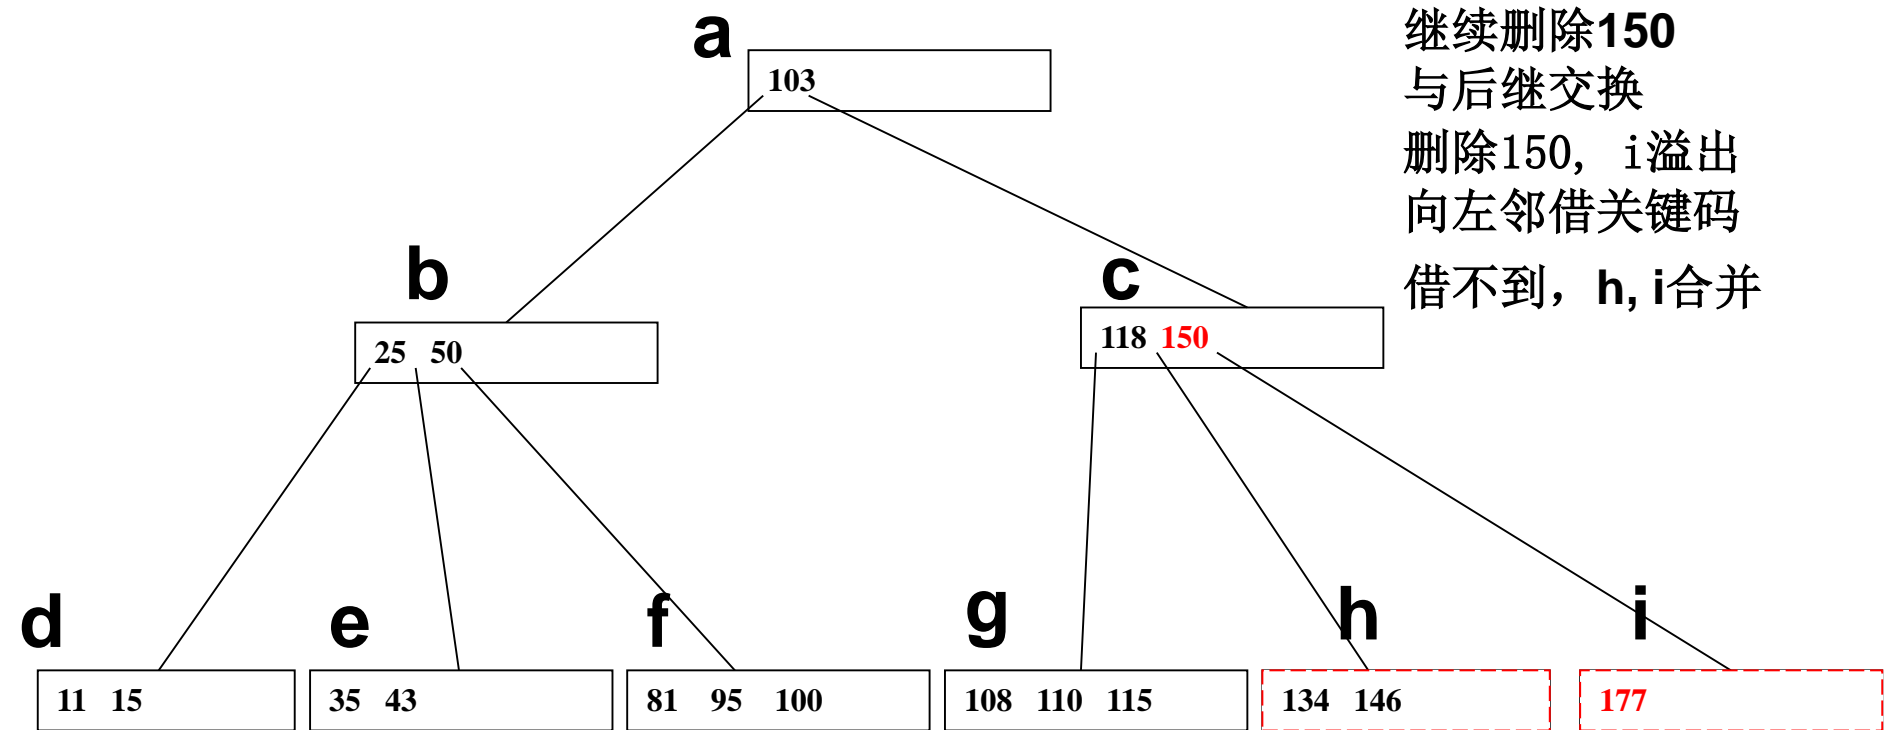 a
103
继续删除150
与后继交换
删除150, i溢出
向左邻借关键码
借不到，h, i合并
b
25 50
c
118 150
d
11 15
e
35 43
f
81 95 100
g
108 110 115
h
134 146
i
177